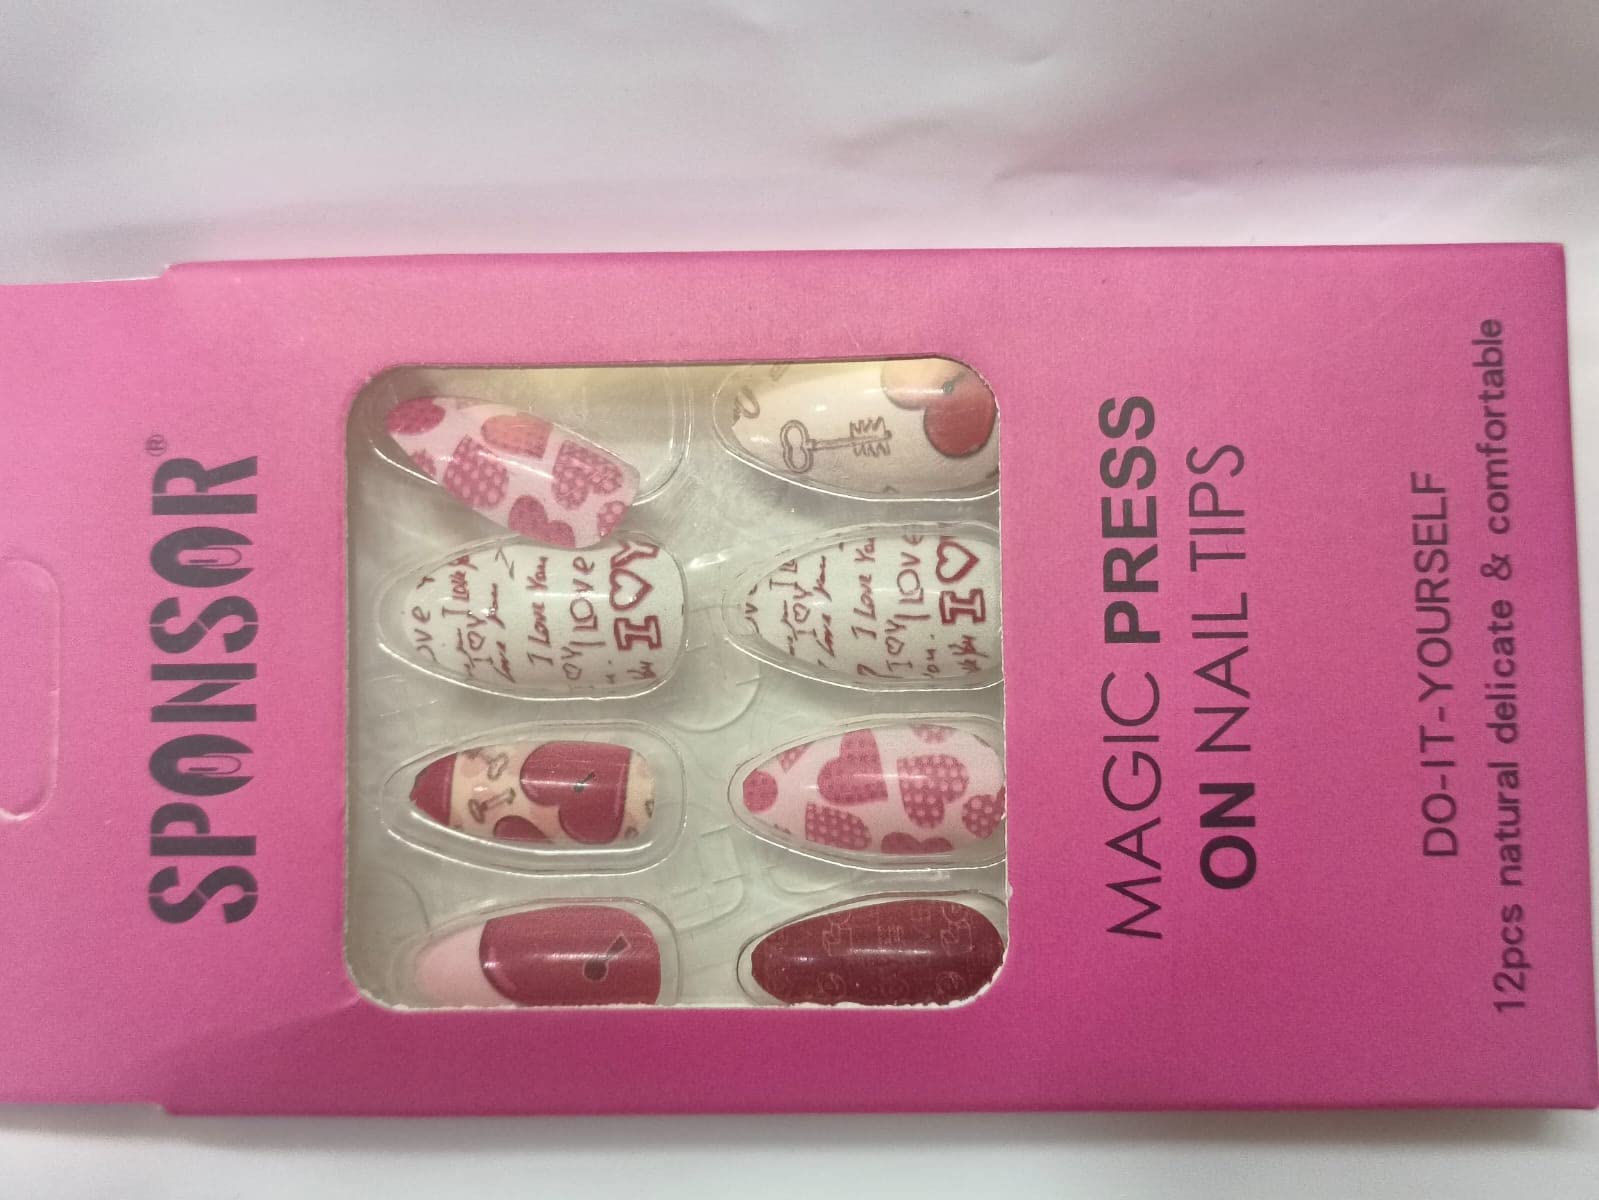 SPONSOR®
I Love You
I LOVE
I ♡ Y
I Love You
I LOVE
I ♡
MAGIC PRESS
ON NAIL TIPS
DO-IT-YOURSELF
12pcs natural delicate & comfortable